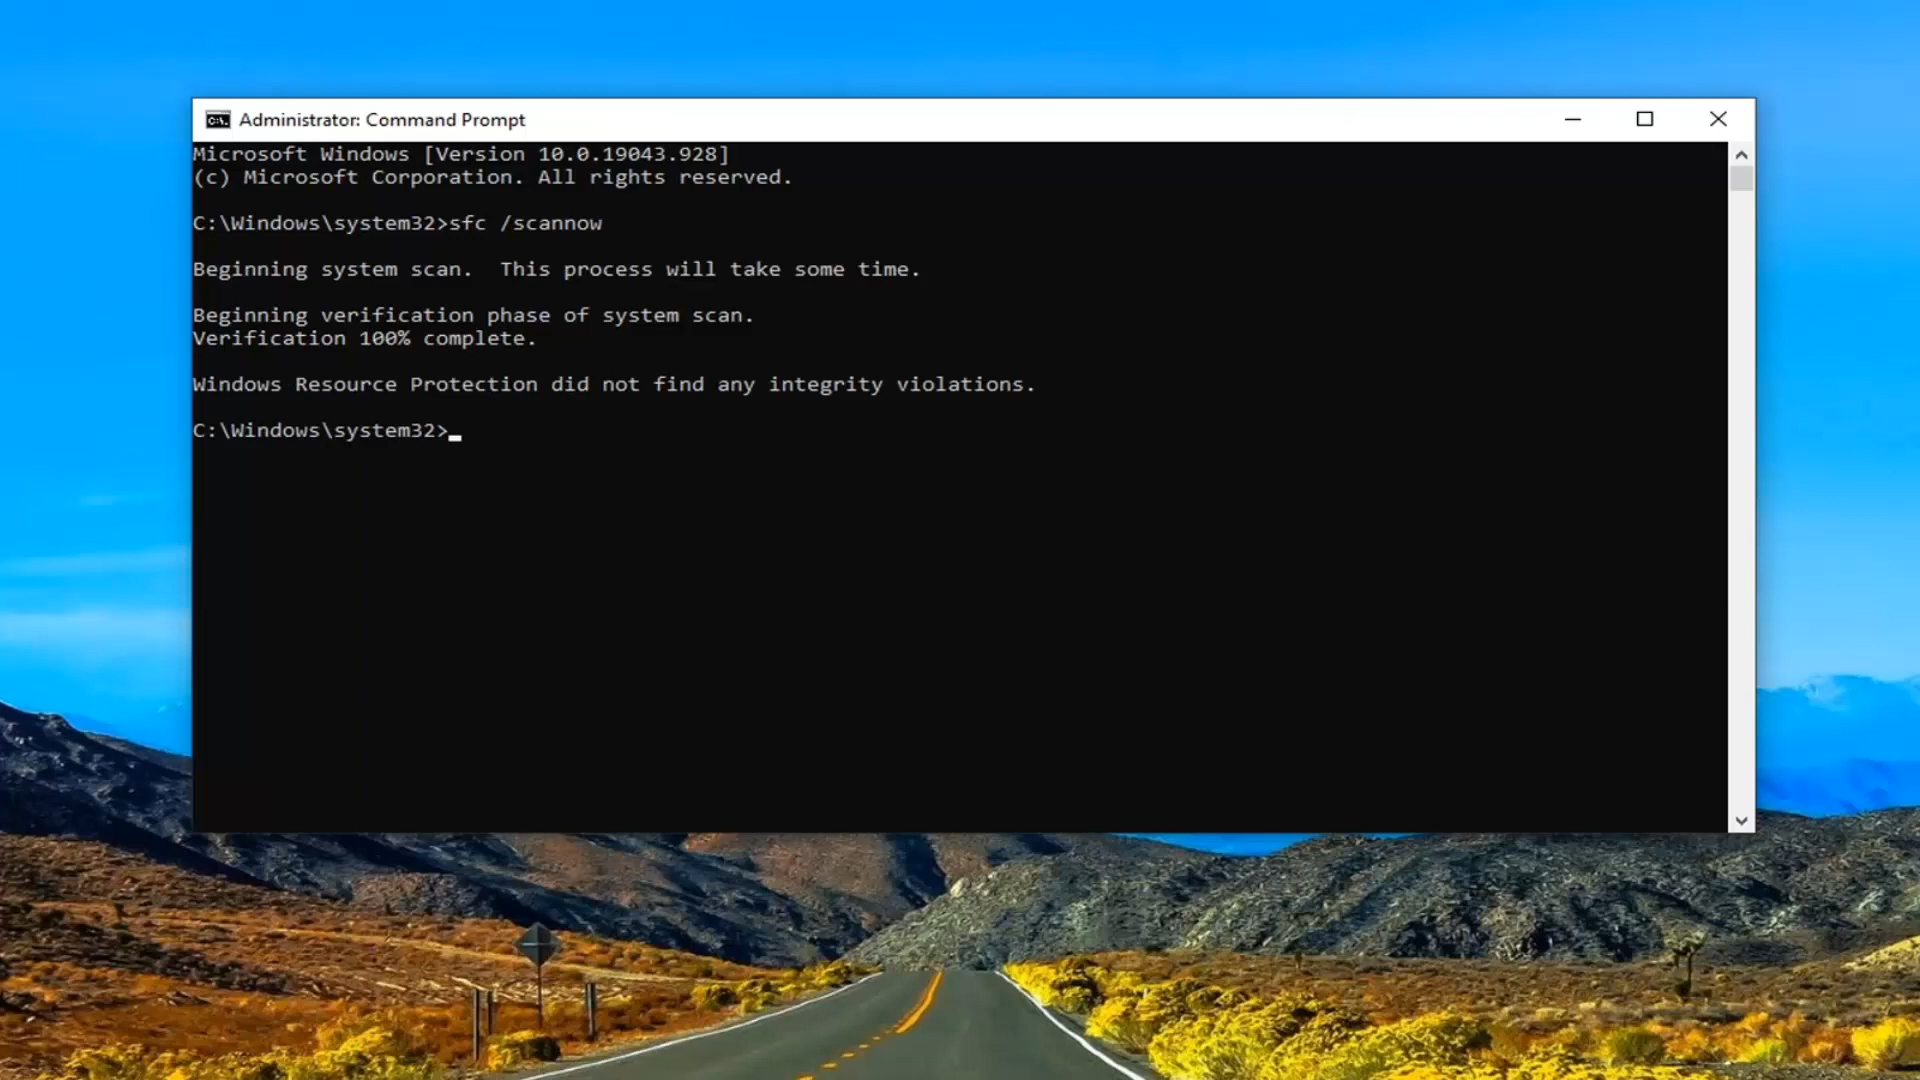 Administrator: Command Prompt
Microsoft Windows [Version 10.0.19043.928]
(c) Microsoft Corporation. All rights reserved.
C:\Windows\system32>sfc /scannow
Beginning system scan.  This process will take some time.
Beginning verification phase of system scan.
Verification 100% complete.
Windows Resource Protection did not find any integrity violations.
C:\Windows\system32>